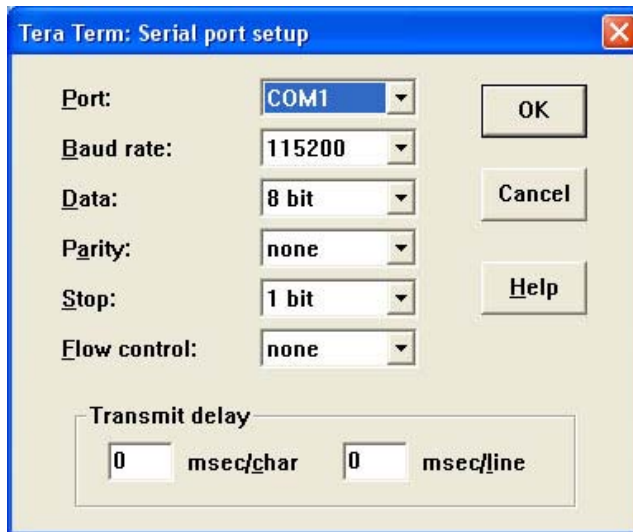 Tera Term: Serial port setup
Port: COM1
OK
Baud rate: 115200
Data: 8 bit
Cancel
Parity: none
Stop: 1 bit
Help
Flow control: none
Transmit delay
0 msec/char 0 msec/line